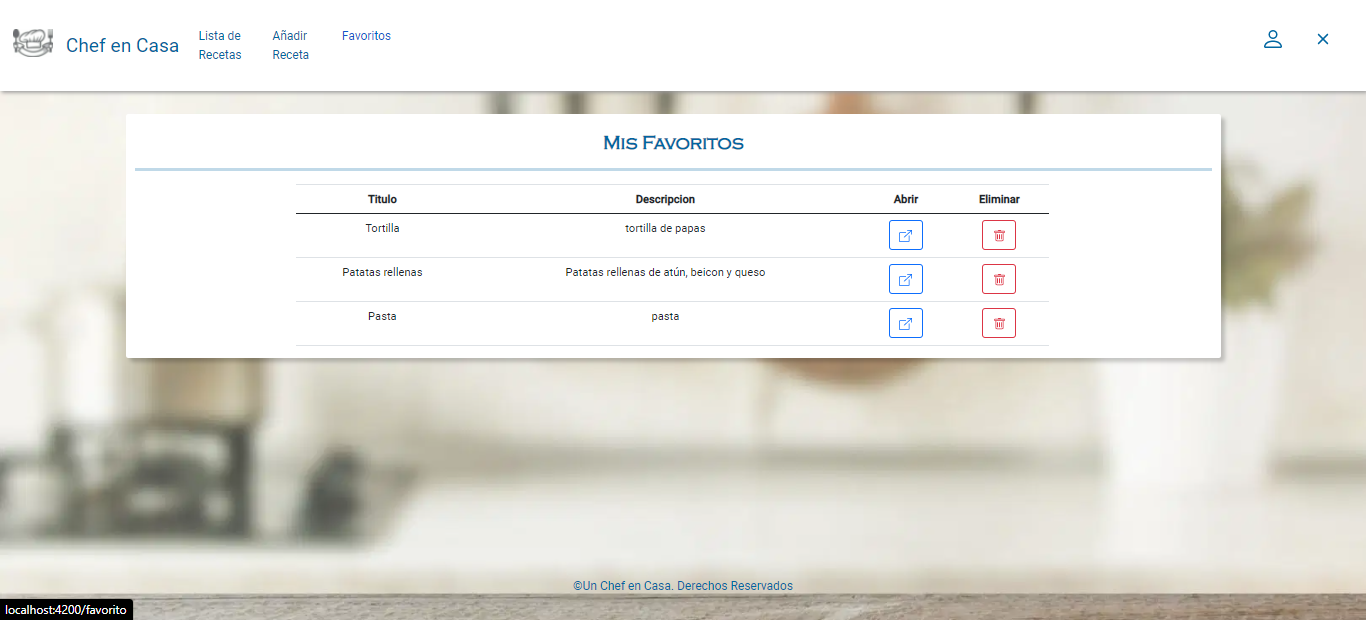 Chef en Casa
Lista de
Recetas
Añadir
Receta
Favoritos
Mis Favoritos
Titulo Descripcion Abrir Eliminar
Tortilla tortilla de papas
Patatas rellenas Patatas rellenas de atún, beicon y queso
Pasta pasta
©Un Chef en Casa. Derechos Reservados
localhost:4200/favorito